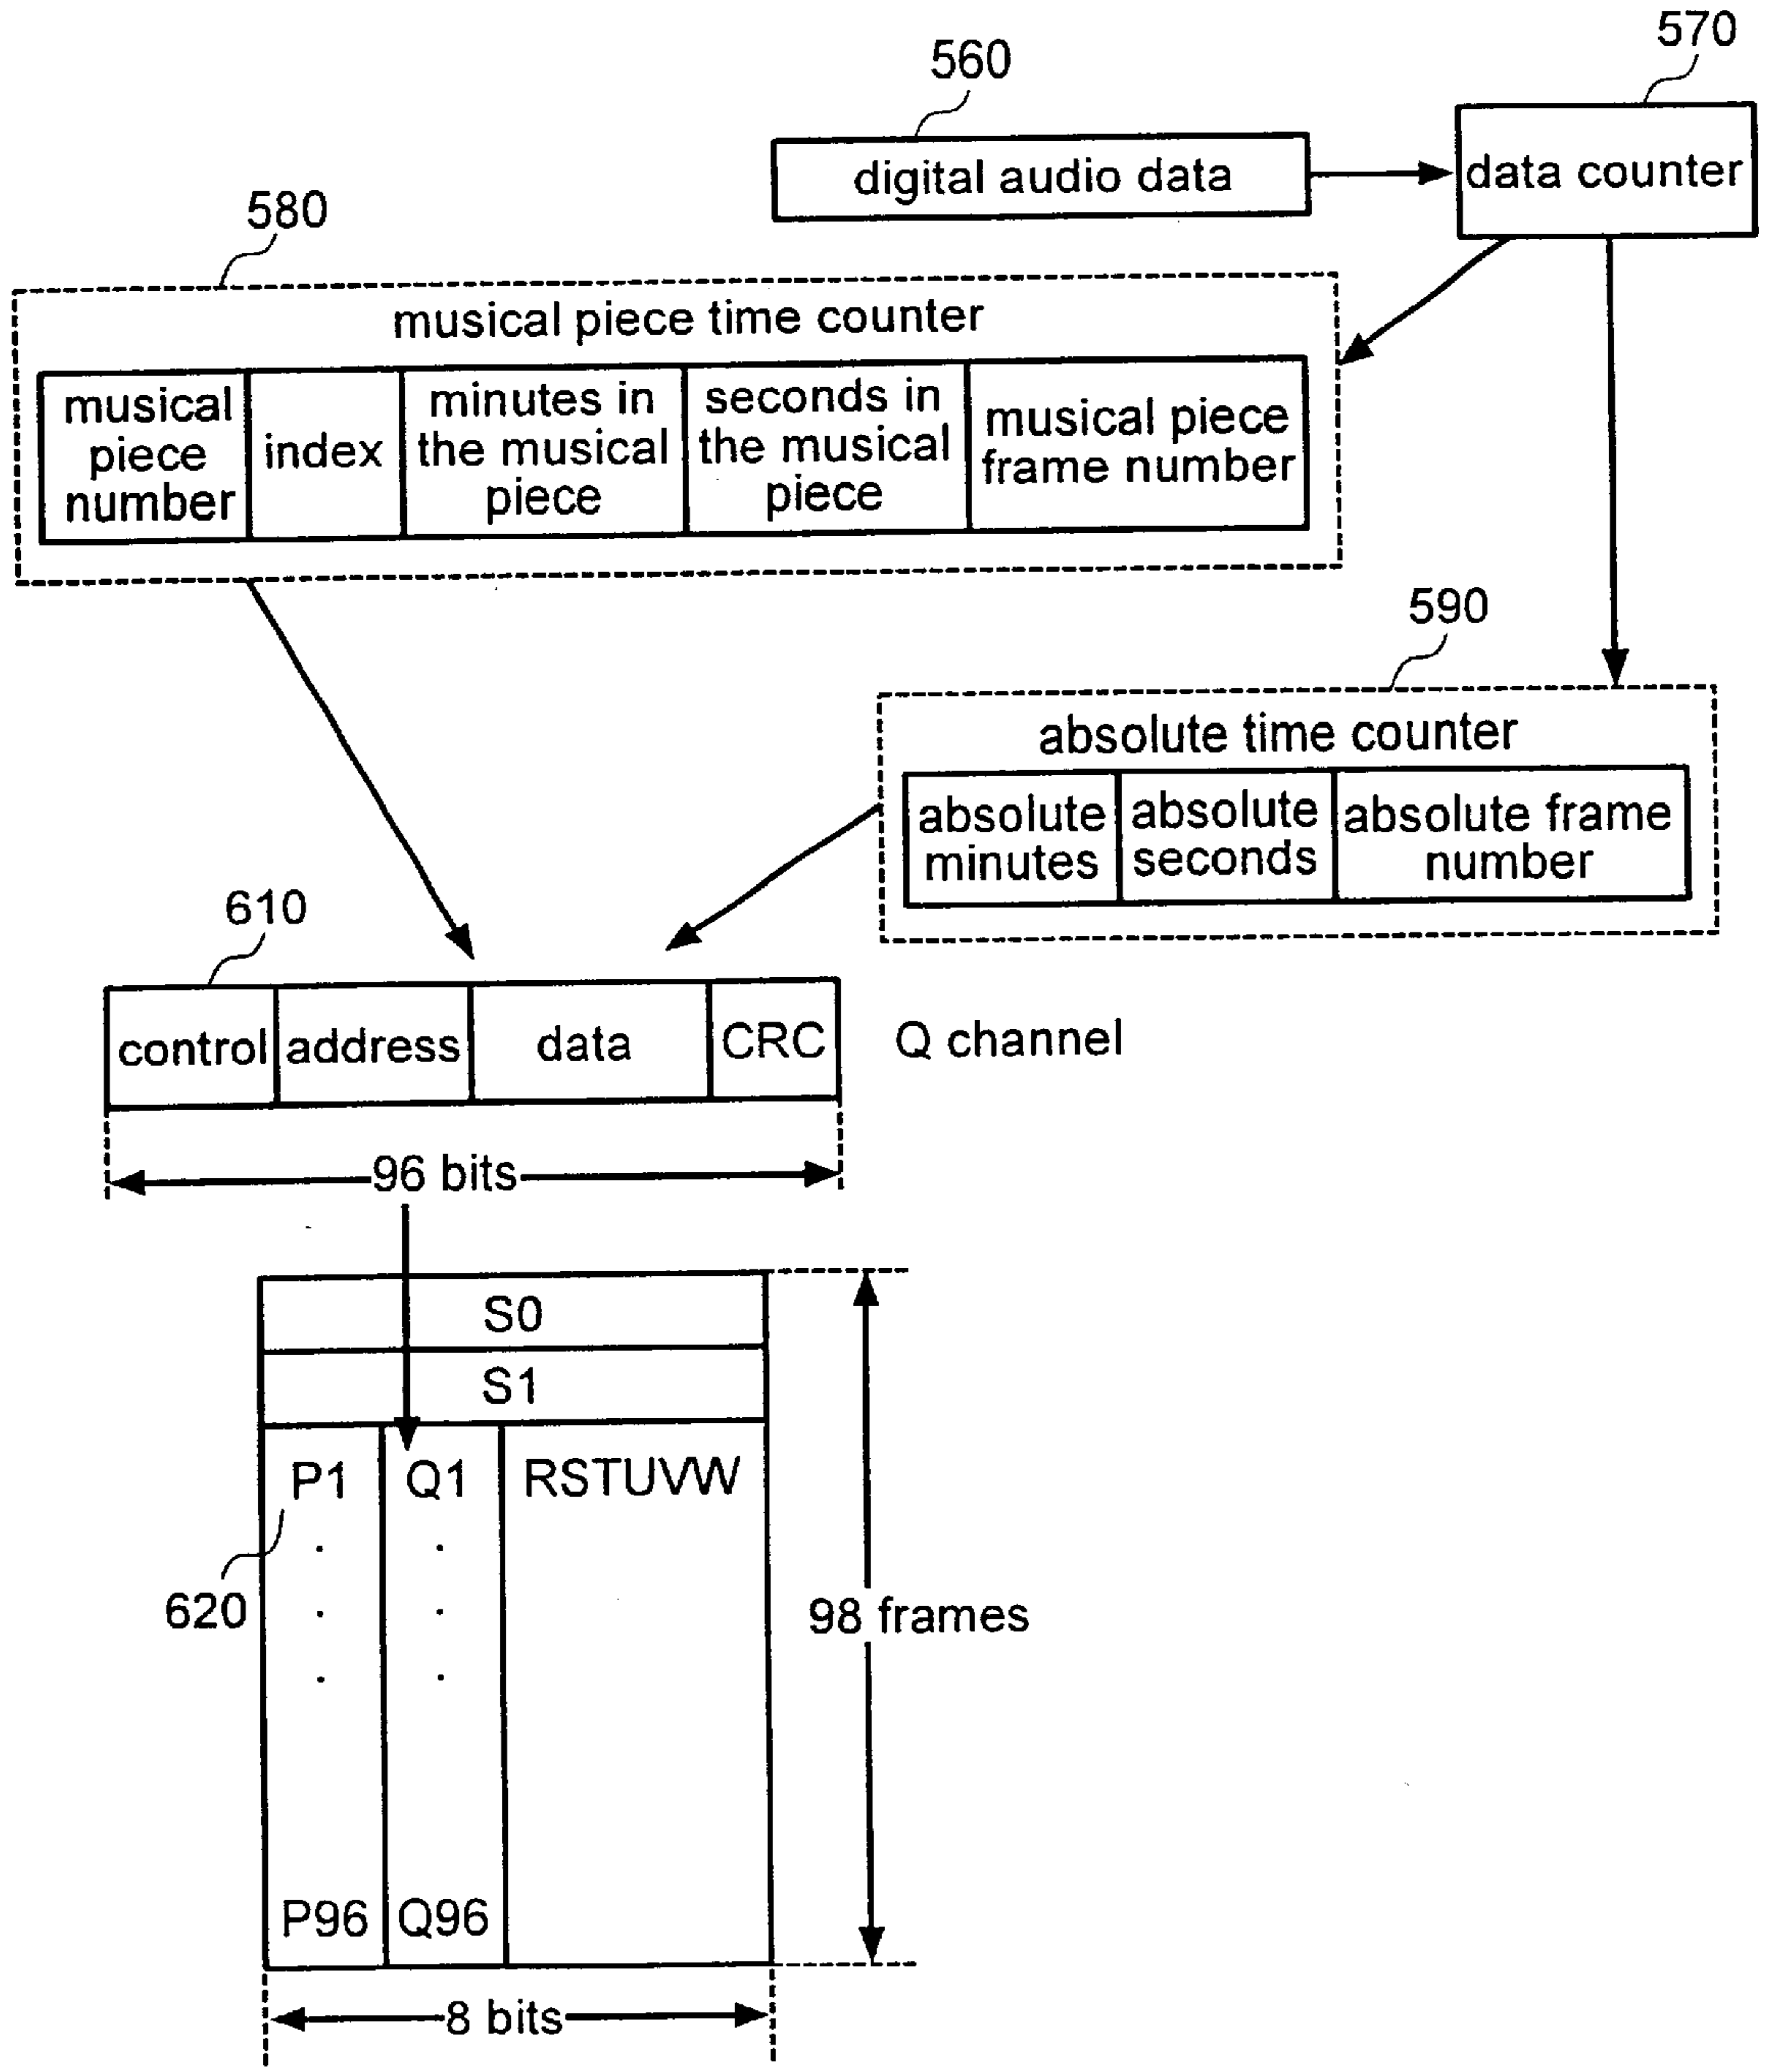 570
560
digital audio data
data counter
580
musical piece time counter
musical
piece
number
index
minutes in
the musical
piece
seconds in
the musical
piece
musical piece
frame number
590
absolute time counter
absolute
minutes
absolute
seconds
absolute frame
number
610
control
address
data
CRC
Q channel
96 bits
S0
S1
P1
Q1
RSTUVW
620
98 frames
P96
Q96
8 bits